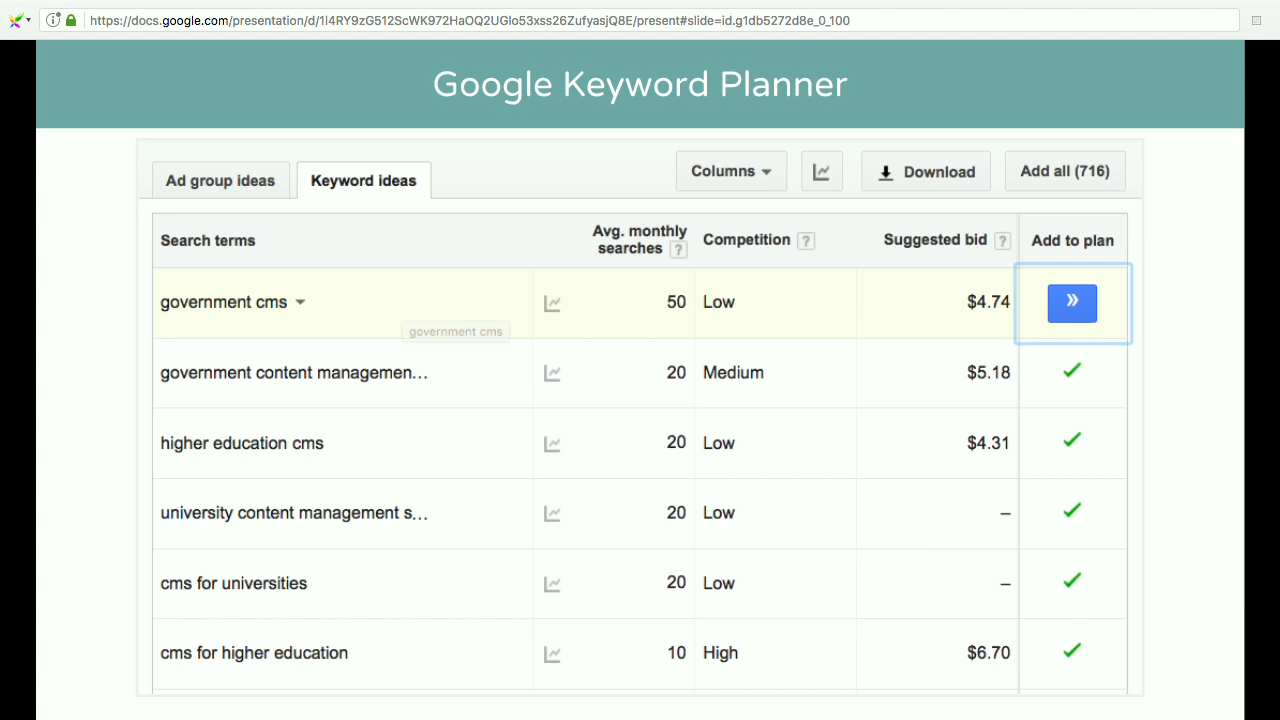 https://docs.google.com/presentation/d/1l4RY9zG512ScWK972HaOQ2UGlo53xss26ZufyasjQ8E/present#slide=id.g1db5272d8e_0_100
Google Keyword Planner
Ad group ideas Keyword ideas Columns Download Add all (716)
Search terms Avg. monthly searches ? Competition ? Suggested bid ? Add to plan
government cms 50 Low $4.74 »
government cms
government content managemen... 20 Medium $5.18
higher education cms 20 Low $4.31
university content management s... 20 Low –
cms for universities 20 Low –
cms for higher education 10 High $6.70